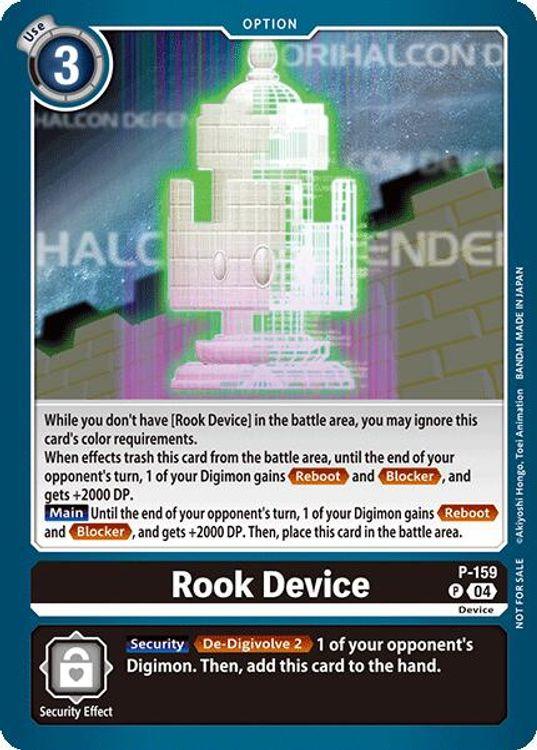 OPTION
Use
3
ORIHALCON D
HALCON DEFEN
HALCO
ENDE
While you don't have [Rook Device] in the battle area, you may ignore this
card's color requirements.
When effects trash this card from the battle area, until the end of your
opponent's turn, 1 of your Digimon gains Reboot and Blocker, and
gets +2000 DP.
Main Until the end of your opponent's turn, 1 of your Digimon gains Reboot
and Blocker, and gets +2000 DP. Then, place this card in the battle area.
Rook Device
P-159
P 04
Device
Security De-Digivolve 2 1 of your opponent's
Digimon. Then, add this card to the hand.
Security Effect
NOT FOR SALE ©Akiyoshi Hongo, Toei Animation BANDAI MADE IN JAPAN